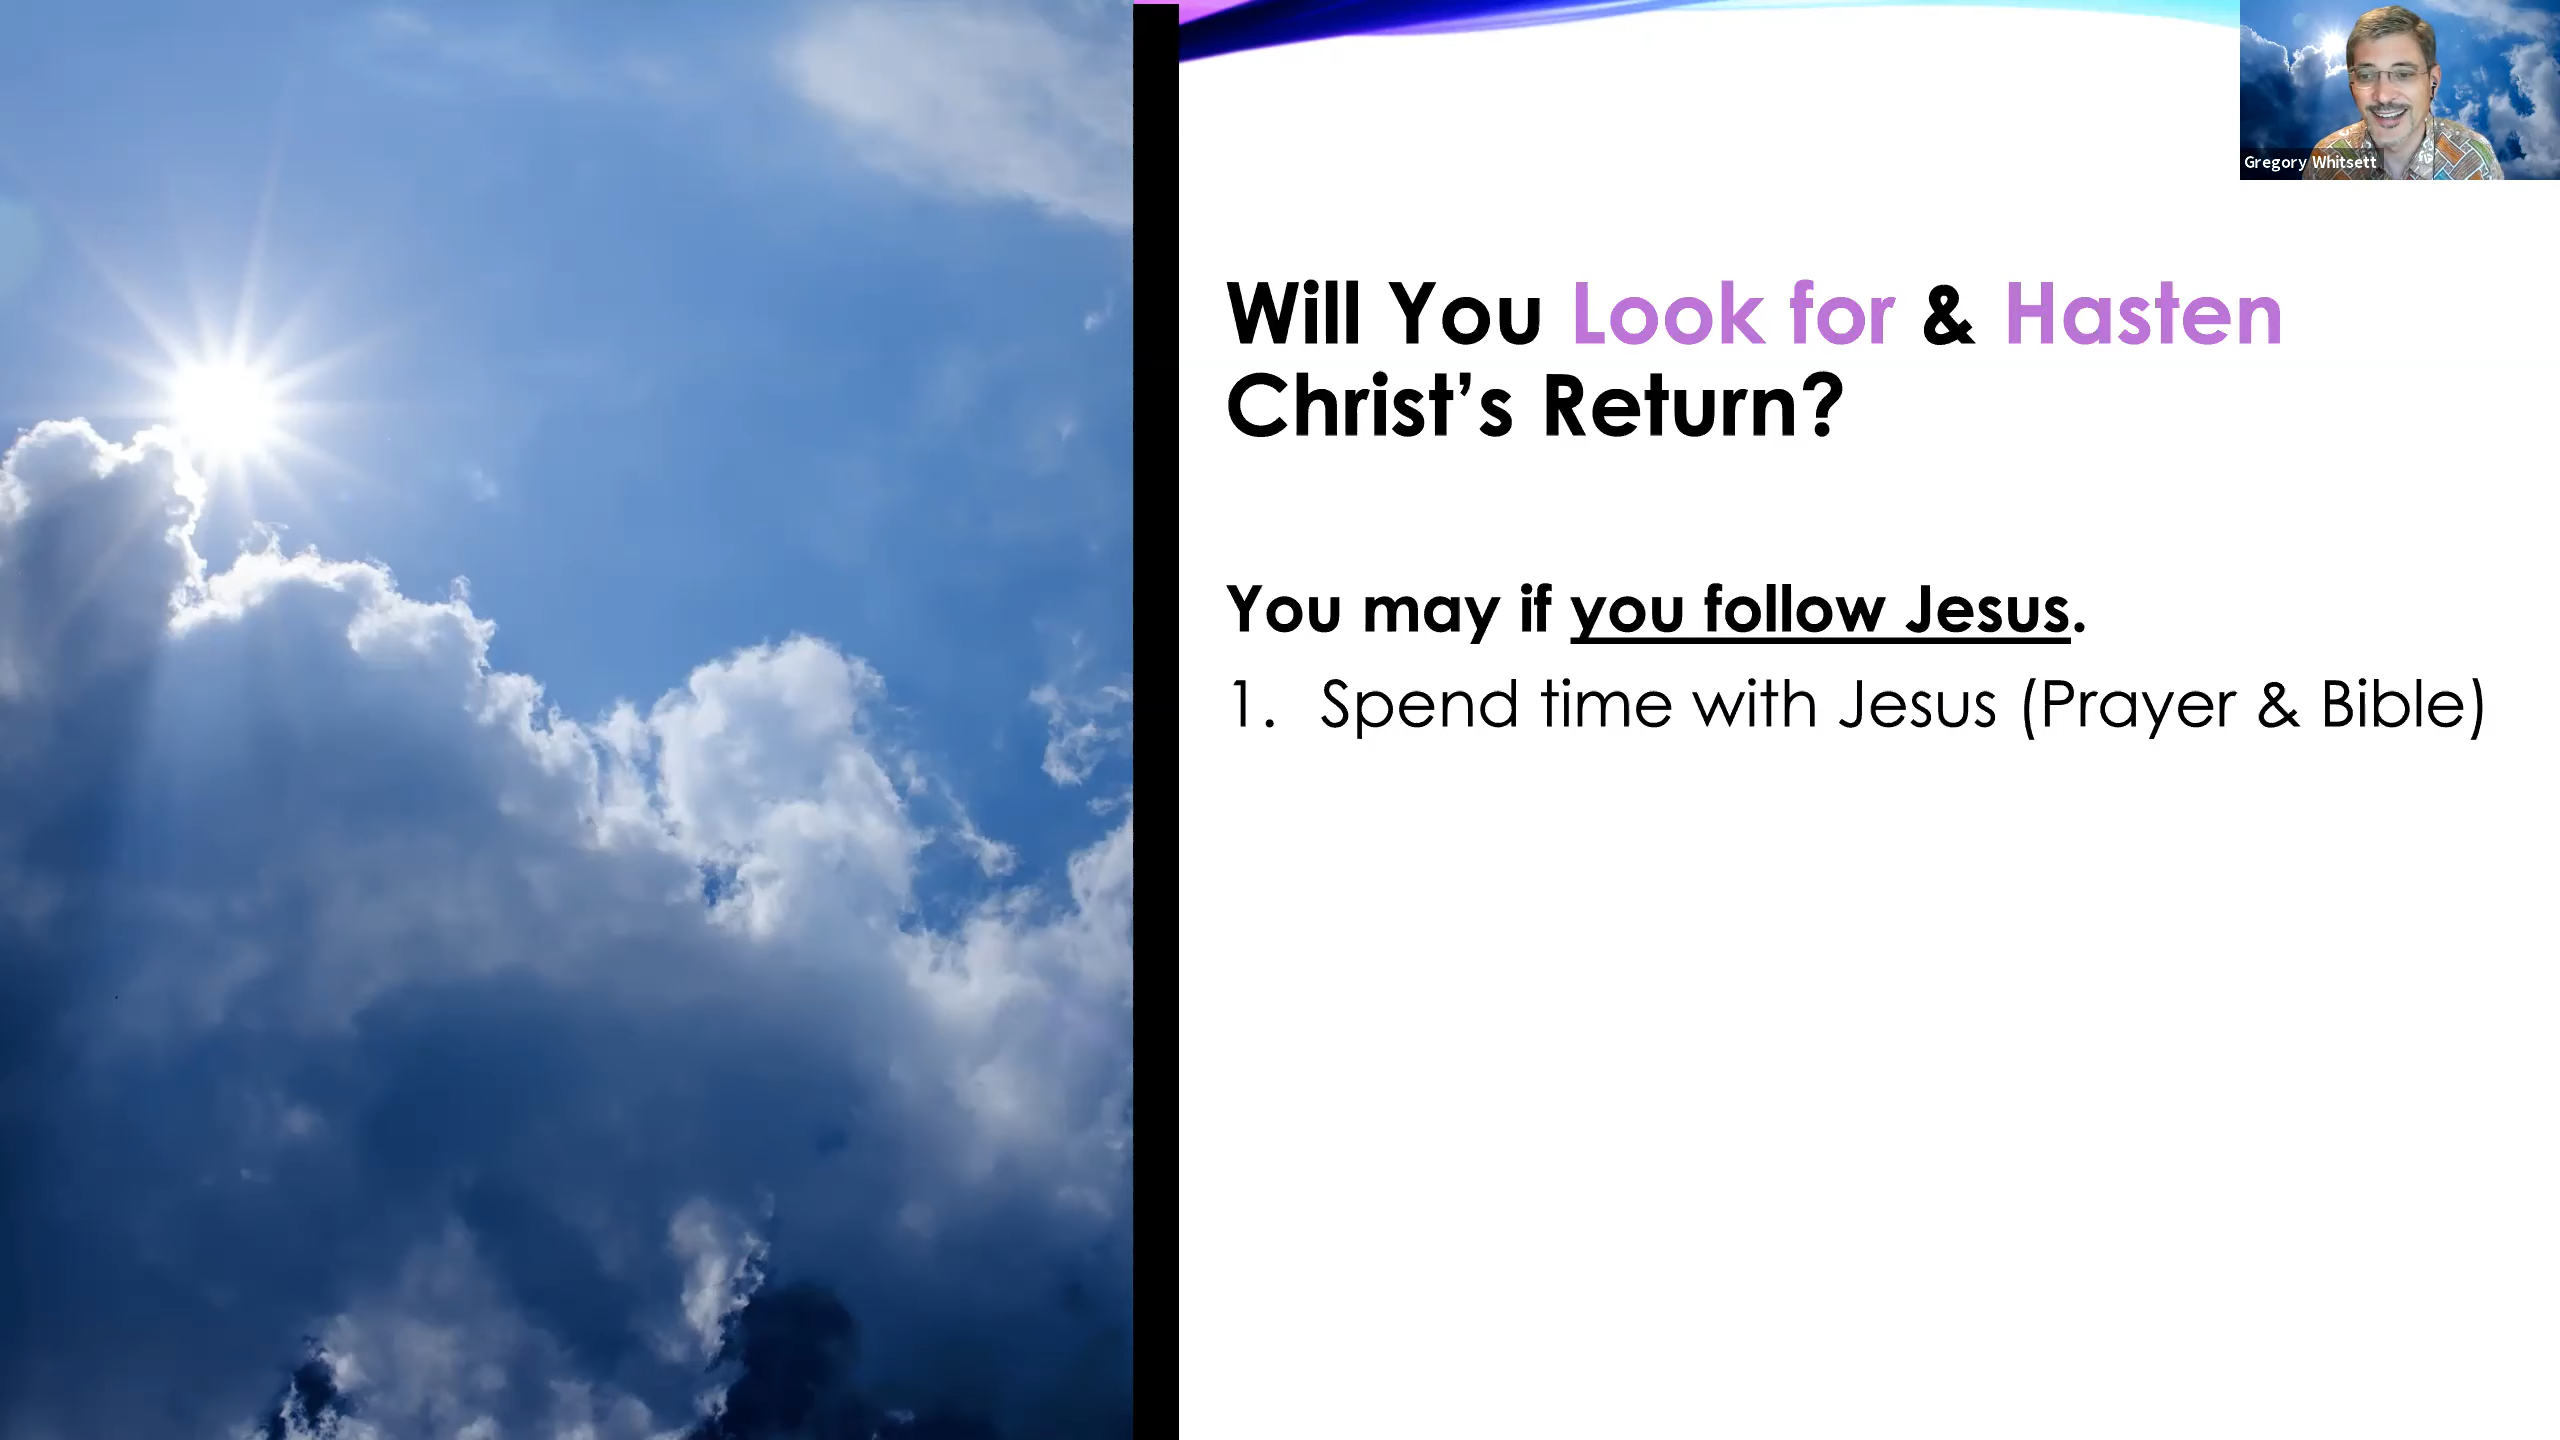 Gregory Whitsett
Will You Look for & Hasten
Christ’s Return?
You may if you follow Jesus.
1. Spend time with Jesus (Prayer & Bible)